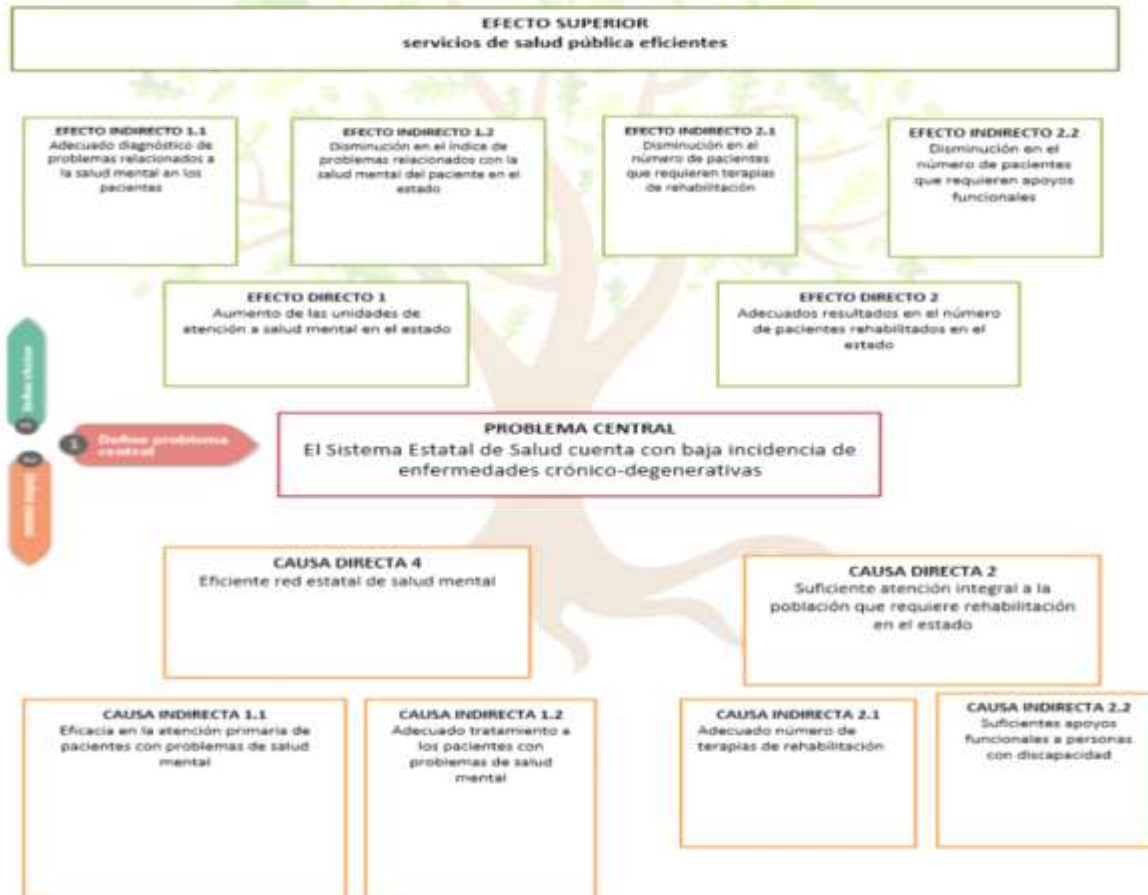 EFECTO SUPERIOR
servicios de salud pública eficientes
EFECTO INDIRECTO 1.1
Adecuado diagnóstico de
problemas relacionados a
la salud mental en los
pacientes
EFECTO INDIRECTO 1.2
Disminución en el índice de
problemas relacionados con la
salud mental del paciente en el
estado
EFECTO INDIRECTO 2.1
Disminución en el
número de pacientes
que requieren terapias
de rehabilitación
EFECTO INDIRECTO 2.2
Disminución en el
número de pacientes
que requieren apoyos
funcionales
EFECTO DIRECTO 1
Aumento de las unidades de
atención a salud mental en el estado
EFECTO DIRECTO 2
Adecuados resultados en el número
de pacientes rehabilitados en el
estado
1
Define problema
central
PROBLEMA CENTRAL
El Sistema Estatal de Salud cuenta con baja incidencia de
enfermedades crónico-degenerativas
CAUSA DIRECTA 4
Eficiente red estatal de salud mental
CAUSA DIRECTA 2
Suficiente atención integral a la
población que requiere rehabilitación
en el estado
CAUSA INDIRECTA 1.1
Eficacia en la atención primaria de
pacientes con problemas de salud
mental
CAUSA INDIRECTA 1.2
Adecuado tratamiento a
los pacientes con
problemas de salud
mental
CAUSA INDIRECTA 2.1
Adecuado número de
terapias de rehabilitación
CAUSA INDIRECTA 2.2
Suficientes apoyos
funcionales a personas
con discapacidad